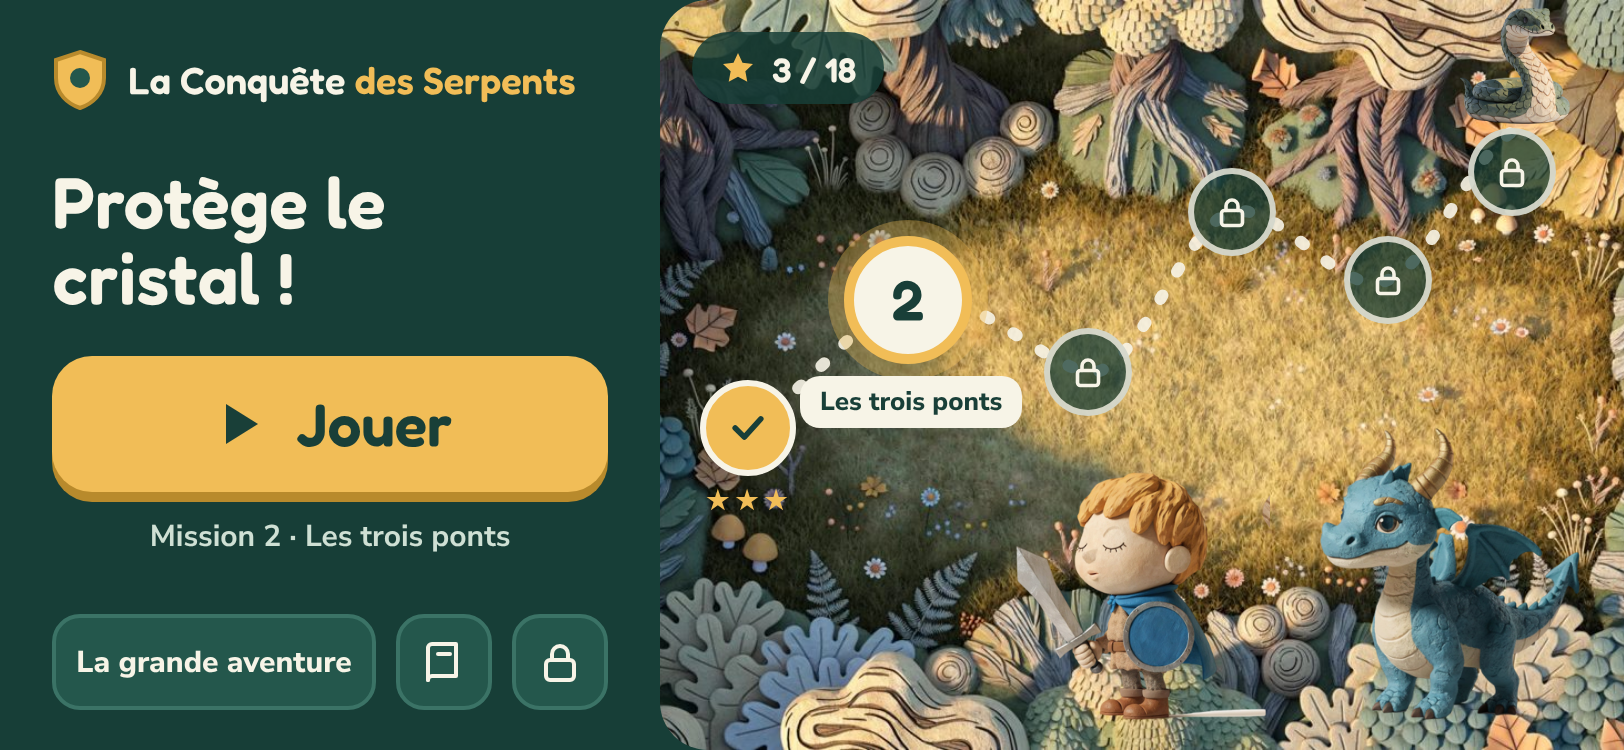 La Conquête des Serpents
Protège le
cristal !
Jouer
Mission 2 · Les trois ponts
La grande aventure
3 / 18
2
Les trois ponts